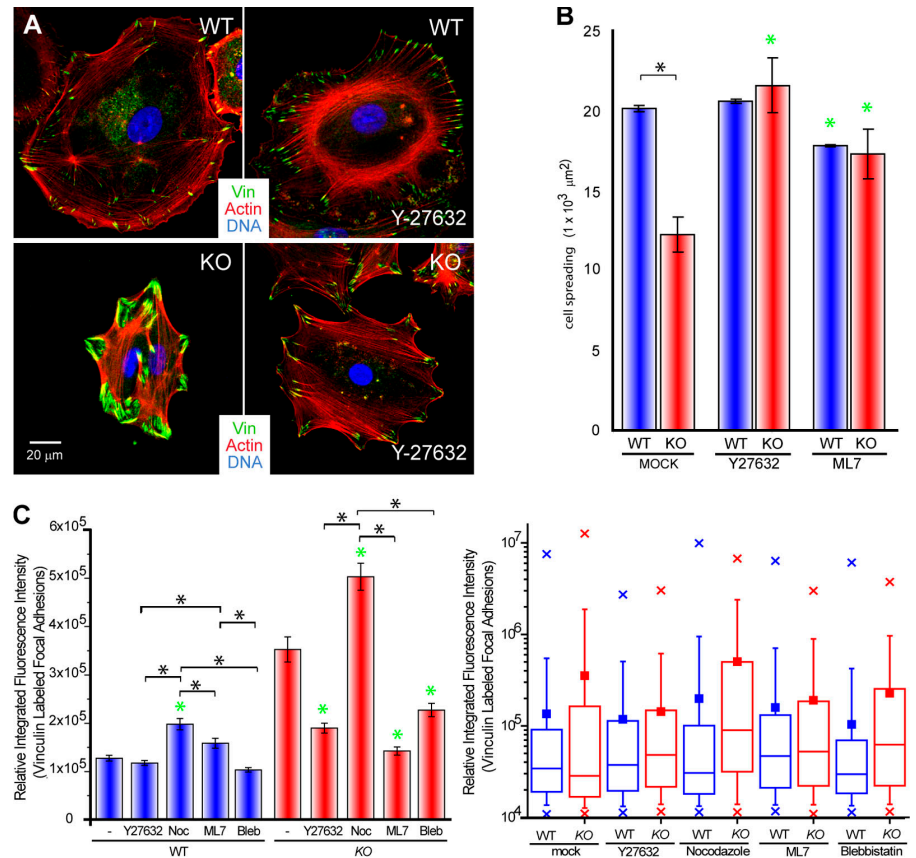 A
WT
WT
Vin
Actin
DNA
Y-27632
KO
KO
Vin
Actin
DNA
20 μm
Y-27632
B
cell spreading (1 x 10³ μm2)
25
20
15
10
5
0
*
*
*
*
WT KO WT KO WT KO
MOCK Y27632 ML7
C
Relative Integrated Fluorescence Intensity
(Vinculin Labeled Focal Adhesions)
6x10⁵
5x10⁵
4x10⁵
3x10⁵
2x10⁵
1x10⁵
0
* * * * * *
* * *
* * * * *
- Y27632 Noc ML7 Bleb - Y27632 Noc ML7 Bleb
WT KO
Relative Integrated Fluorescence Intensity
(Vinculin Labeled Focal Adhesions)
10⁷
10⁶
10⁵
10⁴
WT KO WT KO WT KO WT KO WT KO
mock Y27632 Nocodazole ML7 Blebbistatin